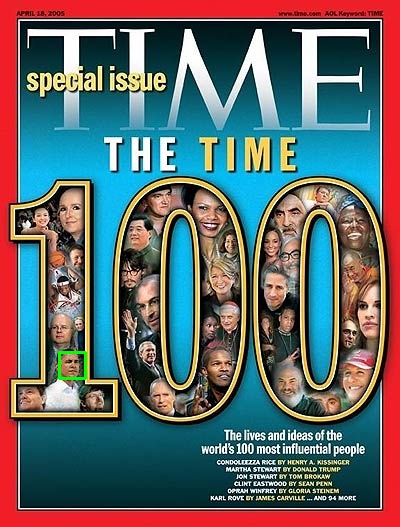 APRIL 18, 2005
www.time.com AOL Keyword: TIME
TIME
special issue
THE TIME
100
The lives and ideas of the
world's 100 most influential people
CONDOLEEZZA RICE BY HENRY A. KISSINGER
MARTHA STEWART BY DONALD TRUMP
JON STEWART BY TOM BROKAW
CLINT EASTWOOD BY SEAN PENN
OPRAH WINFREY BY GLORIA STEINEM
KARL ROVE BY JAMES CARVILLE ... AND 94 MORE